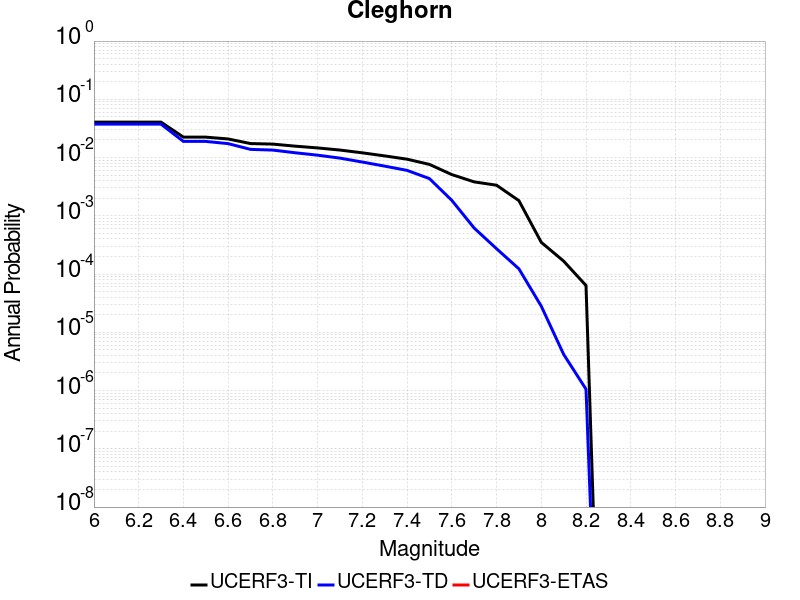 Cleghorn
10^0
10^-1
10^-2
10^-3
10^-4
10^-5
10^-6
10^-7
10^-8
Annual Probability
6 6.2 6.4 6.6 6.8 7 7.2 7.4 7.6 7.8 8 8.2 8.4 8.6 8.8 9
Magnitude
UCERF3-TI UCERF3-TD UCERF3-ETAS